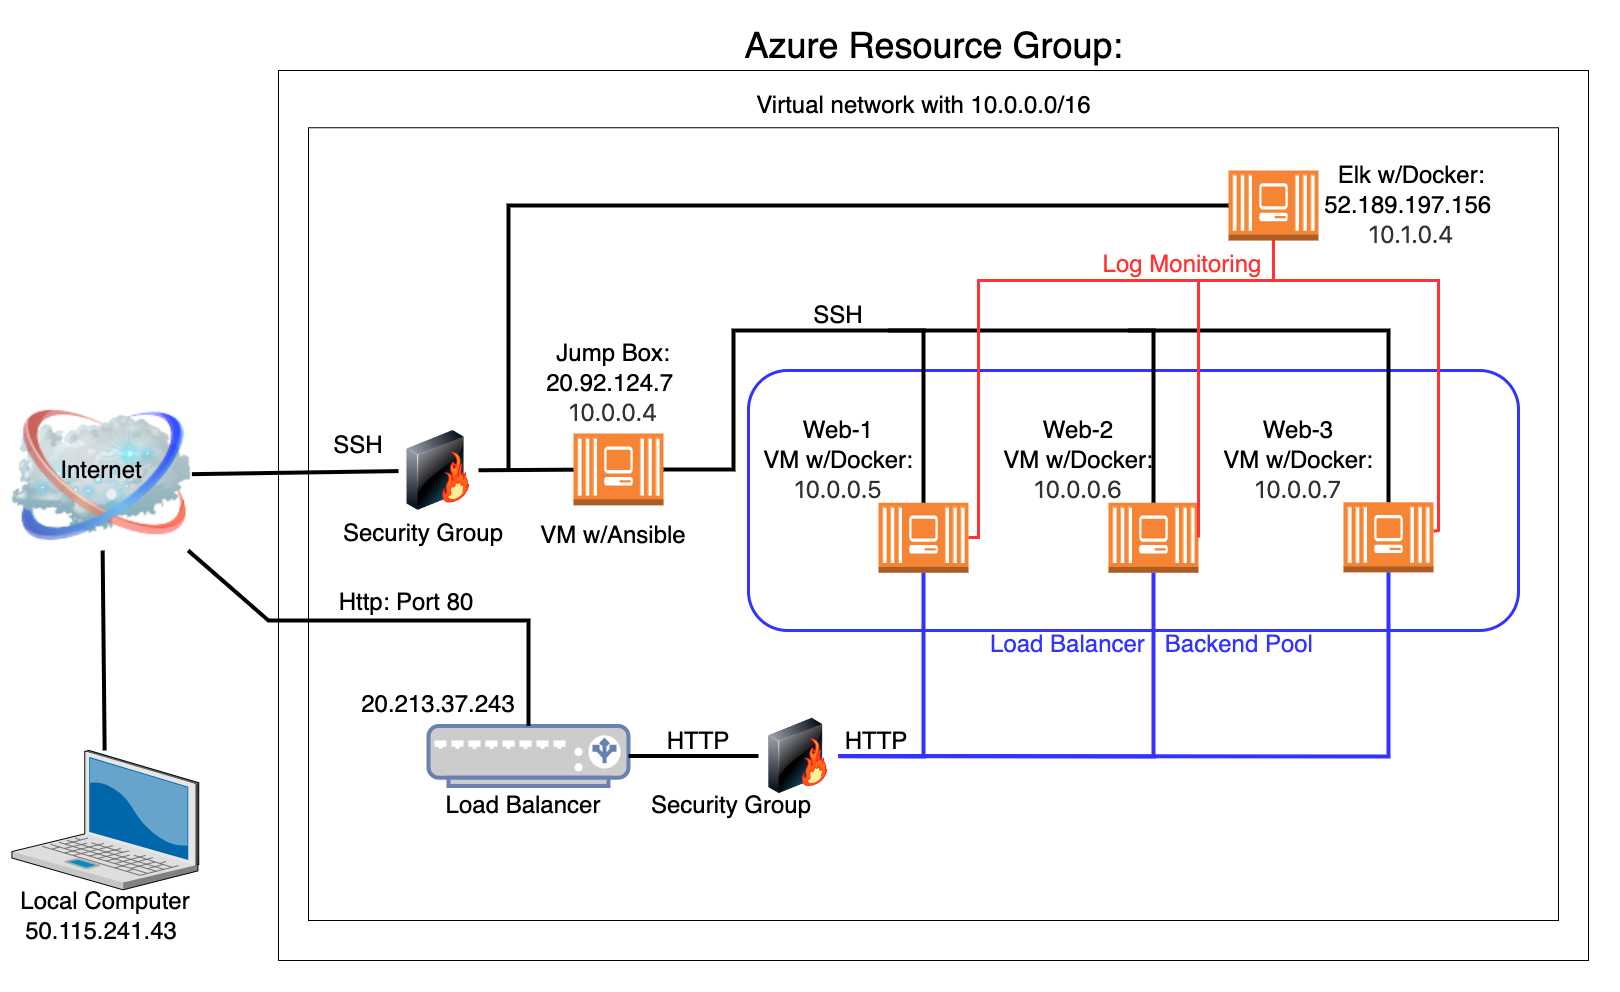 Azure Resource Group:
Virtual network with 10.0.0.0/16
Elk w/Docker:
52.189.197.156
10.1.0.4
Log Monitoring
SSH
Jump Box:
20.92.124.7
10.0.0.4
VM w/Ansible
SSH
Security Group
Internet
Web-1
VM w/Docker:
10.0.0.5
Web-2
VM w/Docker:
10.0.0.6
Web-3
VM w/Docker:
10.0.0.7
Load Balancer Backend Pool
Http: Port 80
20.213.37.243
Load Balancer
HTTP
Security Group
HTTP
Local Computer
50.115.241.43